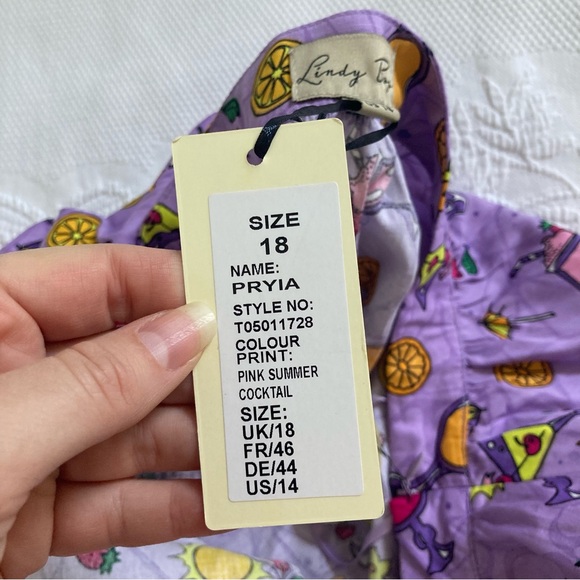 Lindy
SIZE
18
NAME:
PRYIA
STYLE NO:
T05011728
COLOUR
PRINT:
PINK SUMMER
COCKTAIL
SIZE:
UK/18
FR/46
DE/44
US/14